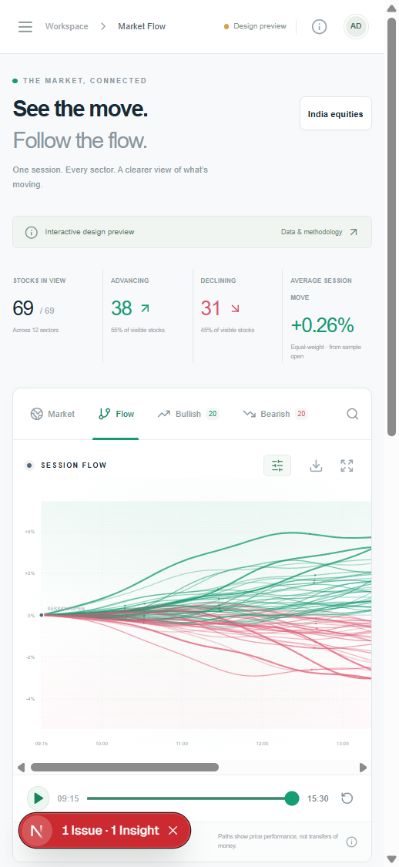 Workspace
Market Flow
Design preview
AD
THE MARKET, CONNECTED
See the move.
Follow the flow.
India equities
One session. Every sector. A clearer view of what's
moving.
Interactive design preview
Data & methodology
STOCKS IN VIEW
69 / 69
Across 12 sectors
ADVANCING
38
55% of visible stocks
DECLINING
31
45% of visible stocks
AVERAGE SESSION
MOVE
+0.26%
Equal-weight · from sample
open
Market
Flow
Bullish 20
Bearish 20
SESSION FLOW
+4%
+2%
0%
-2%
-4%
09:15
10:00
11:00
12:00
13:00
09:15
15:30
N
1 Issue · 1 Insight
Paths show price performance, not transfers of
money.